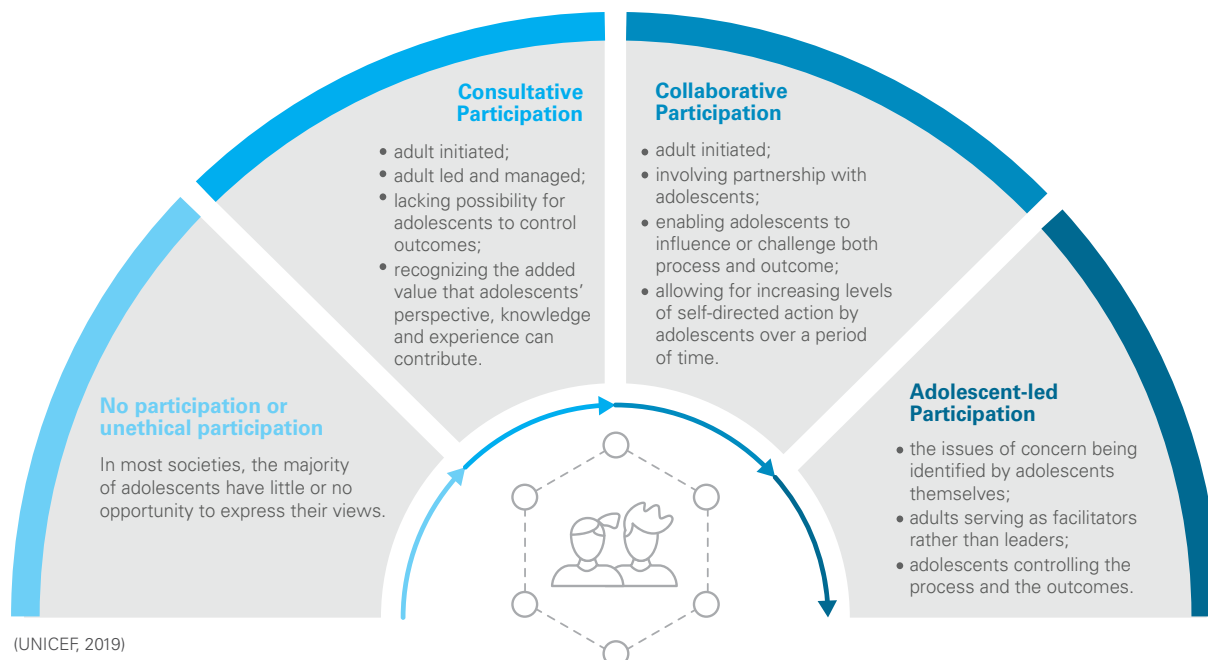 No participation or
unethical participation
In most societies, the majority
of adolescents have little or no
opportunity to express their views.
Consultative
Participation
• adult initiated;
• adult led and managed;
• lacking possibility for
adolescents to control
outcomes;
• recognizing the added
value that adolescents’
perspective, knowledge
and experience can
contribute.
Collaborative
Participation
• adult initiated;
• involving partnership with
adolescents;
• enabling adolescents to
influence or challenge both
process and outcome;
• allowing for increasing levels
of self-directed action by
adolescents over a period
of time.
Adolescent-led
Participation
• the issues of concern being
identified by adolescents
themselves;
• adults serving as facilitators
rather than leaders;
• adolescents controlling the
process and the outcomes.
(UNICEF, 2019)